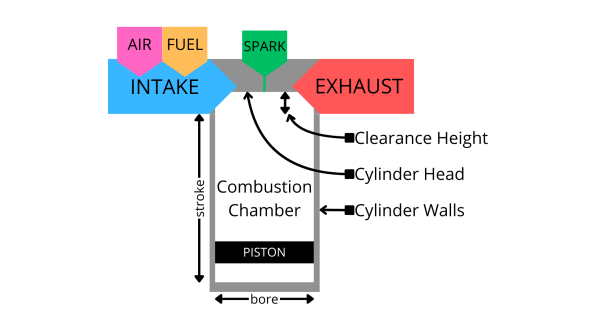 AIR
FUEL
SPARK
INTAKE
EXHAUST
Clearance Height
Cylinder Head
Combustion
Chamber
Cylinder Walls
stroke
PISTON
bore